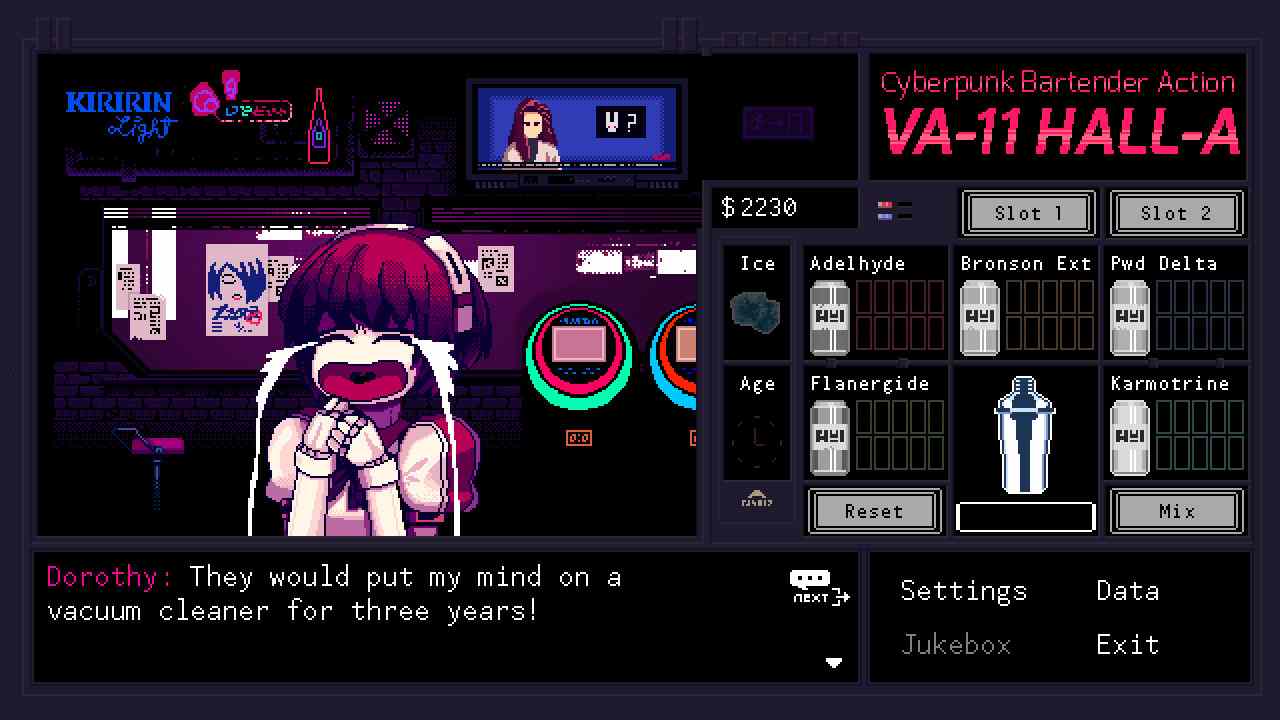 KIRIRIN
Light
?
Cyberpunk Bartender Action
VA-11 HALL-A
$2230
Slot 1
Slot 2
Ice
Adelhyde
Bronson Ext
Pwd Delta
Age
Flanergide
Karmotrine
Reset
Mix
Dorothy: They would put my mind on a
vacuum cleaner for three years!
NEXT
Settings
Data
Jukebox
Exit